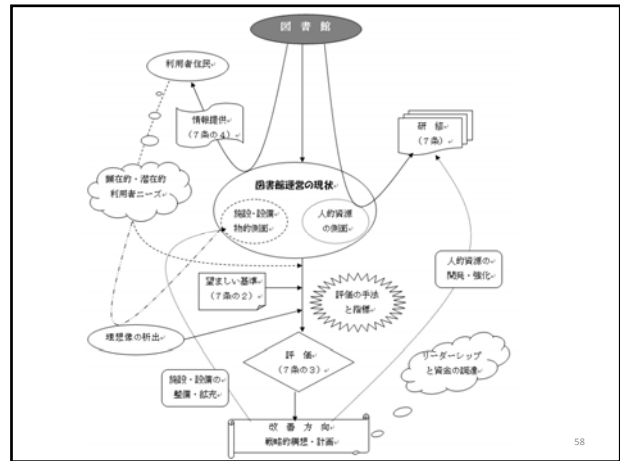 図書館
利用者住民
情報提供
(7条の4)
研修
(7条)
顕在的・潜在的
利用者ニーズ
図書館運営の現状
施設・設備
物的側面
人的資源
の側面
人的資源の
開発・強化
望ましい基準
(7条の2)
評価の手法
と指標
理想像の析出
評価
(7条の3)
リーダーシップ
と資金の調達
施設・設備の
整備・拡充
改善方向
戦略的構想・計画
58